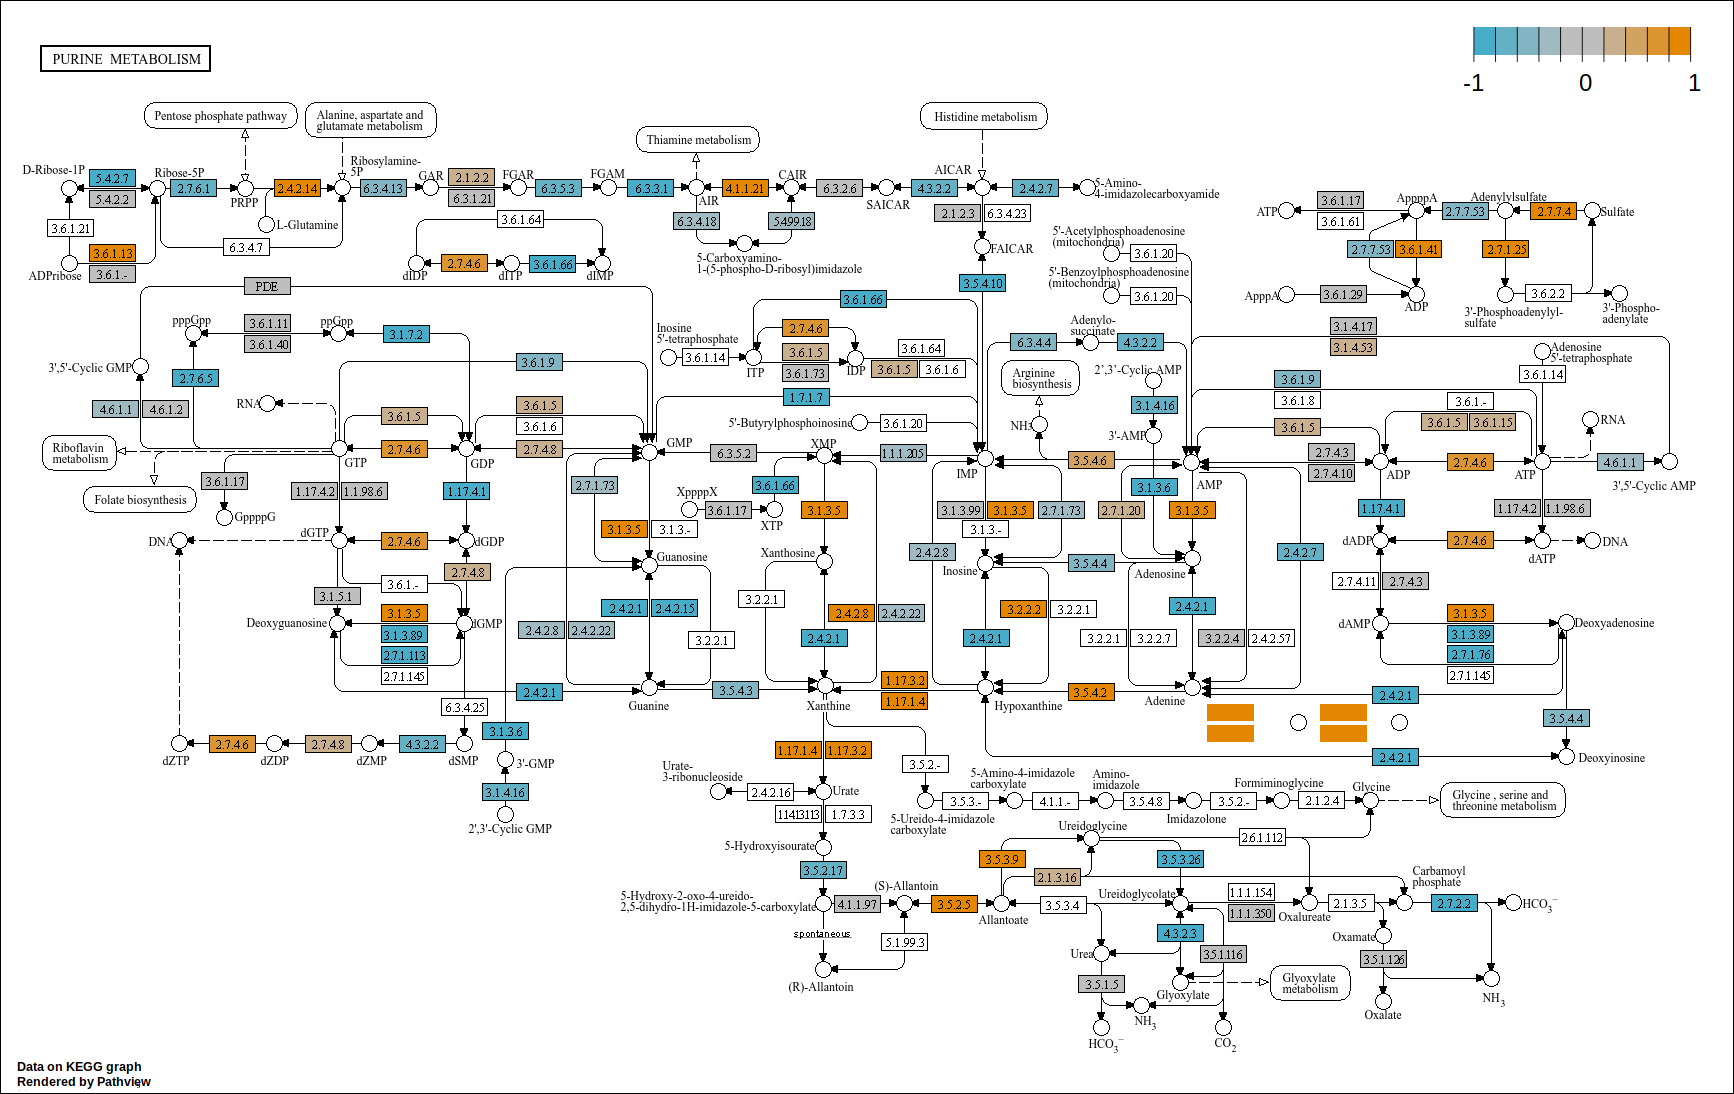 PURINE METABOLISM
-1 0 1
Pentose phosphate pathway
Alanine, aspartate and
glutamate metabolism
Thiamine metabolism
Histidine metabolism
D-Ribose-1P
5.4.2.7
5.4.2.2
Ribose-5P
2.7.6.1
PRPP
2.4.2.14
Ribosylamine-
5P
6.3.4.13
GAR
2.1.2.2
6.3.1.21
FGAR
6.3.5.3
FGAM
6.3.3.1
AIR
4.1.1.21
CAIR
6.3.2.6
SAICAR
4.3.2.2
AICAR
2.4.2.7
5-Amino-
4-imidazolecarboxyamide
3.6.1.21
L-Glutamine
6.3.4.7
3.6.1.13
3.6.1.-
ADPribose
3.6.1.64
dIDP
2.7.4.6
dITP
3.6.1.66
dIMP
6.3.4.18
5.4.99.18
5-Carboxyamino-
1-(5-phospho-D-ribosyl)imidazole
2.1.2.3
6.3.4.23
FAICAR
3.5.4.10
5'-Acetylphosphoadenosine
(mitochondria)
3.6.1.20
5'-Benzoylphosphoadenosine
(mitochondria)
3.6.1.20
ATP
3.6.1.17
3.6.1.61
AppppA
2.7.7.53
Adenylylsulfate
2.7.7.4
Sulfate
2.7.7.53
3.6.1.41
2.7.1.25
ApppA
3.6.1.29
ADP
3.6.2.2
3'-Phosphoadenylyl-
sulfate
3'-Phospho-
adenylate
PDE
pppGpp
3.6.1.11
3.6.1.40
ppGpp
3.1.7.2
3',5'-Cyclic GMP
2.7.6.5
3.6.1.9
4.6.1.1
4.6.1.2
RNA
3.6.1.5
3.6.1.5
3.6.1.6
Inosine
5'-tetraphosphate
3.6.1.14
ITP
3.6.1.66
2.7.4.6
3.6.1.5
3.6.1.73
IDP
3.6.1.64
3.6.1.5
3.6.1.6
1.7.1.7
5'-Butyrylphosphoinosine
3.6.1.20
6.3.4.4
Adenylo-
succinate
4.3.2.2
Arginine
biosynthesis
NH3
2',3'-Cyclic AMP
3.1.4.16
3'-AMP
3.1.4.17
3.1.4.53
Adenosine
5'-tetraphosphate
3.6.1.14
3.6.1.9
3.6.1.8
3.6.1.-
3.6.1.5
3.6.1.5
3.6.1.15
RNA
Riboflavin
metabolism
GTP
2.7.4.6
GDP
2.7.4.8
GMP
6.3.5.2
XMP
1.1.1.205
IMP
3.5.4.6
AMP
2.7.4.3
2.7.4.10
ADP
2.7.4.6
ATP
4.6.1.1
3',5'-Cyclic AMP
Folate biosynthesis
3.6.1.17
GppppG
1.17.4.2
1.1.98.6
1.17.4.1
2.7.1.73
XppppX
3.6.1.17
3.6.1.66
XTP
3.1.3.5
3.1.3.5
3.1.3.-
3.1.3.99
3.1.3.5
3.1.3.-
2.7.1.73
2.7.1.20
3.1.3.6
3.1.3.5
1.17.4.1
1.17.4.2
1.1.98.6
DNA
dGTP
2.7.4.6
dGDP
2.7.4.8
Guanosine
Xanthosine
2.4.2.8
Inosine
3.5.4.4
Adenosine
2.4.2.7
dADP
2.7.4.6
dATP
DNA
3.6.1.-
3.1.5.1
2.7.4.11
2.7.4.3
Deoxyguanosine
3.1.3.5
3.1.3.89
2.7.1.113
2.7.1.145
dGMP
2.4.2.8
2.4.2.22
2.4.2.1
2.4.2.15
3.2.2.1
3.2.2.1
2.4.2.8
2.4.2.22
2.4.2.1
2.4.2.1
3.2.2.2
3.2.2.1
3.2.2.1
3.2.2.7
2.4.2.1
3.2.2.4
2.4.2.57
dAMP
3.1.3.5
3.1.3.89
2.7.1.76
2.7.1.145
Deoxyadenosine
2.4.2.1
Guanine
3.5.4.3
Xanthine
1.17.3.2
1.17.1.4
Hypoxanthine
3.5.4.2
Adenine
2.4.2.1
3.5.4.4
6.3.4.25
dZTP
2.7.4.6
dZDP
2.7.4.8
dZMP
4.3.2.2
dSMP
3.1.3.6
3'-GMP
3.1.4.16
2',3'-Cyclic GMP
1.17.1.4
1.17.3.2
3.5.2.-
2.4.2.1
Deoxyinosine
Urate-
3-ribonucleoside
2.4.2.16
Urate
1.14.13.113
1.7.3.3
3.5.3.-
5-Ureido-4-imidazole
carboxylate
5-Amino-4-imidazole
carboxylate
4.1.1.-
Amino-
imidazole
3.5.4.8
Imidazolone
3.5.2.-
Formiminoglycine
2.1.2.4
Glycine
Glycine , serine and
threonine metabolism
5-Hydroxyisourate
3.5.2.17
Ureidoglycine
2.6.1.112
3.5.3.9
3.5.3.26
2.1.3.16
5-Hydroxy-2-oxo-4-ureido-
2,5-dihydro-1H-imidazole-5-carboxylate
4.1.1.97
(S)-Allantoin
3.5.2.5
Allantoate
3.5.3.4
Ureidoglycolate
1.1.1.154
1.1.1.350
Oxalureate
2.1.3.5
Carbamoyl
phosphate
2.7.2.2
HCO3−
spontaneous
5.1.99.3
(R)-Allantoin
Urea
4.3.2.3
3.5.1.116
3.5.1.5
Glyoxylate
Glyoxylate
metabolism
Oxamate
3.5.1.126
Oxalate
NH3
NH3
HCO3−
CO2
Data on KEGG graph
Rendered by Pathview